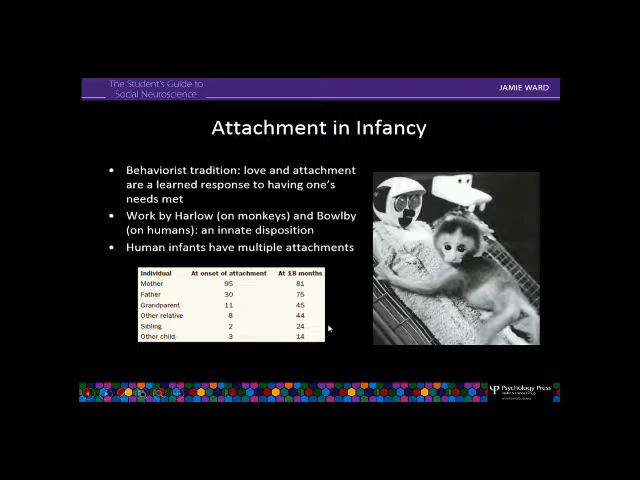 The Student's Guide to
Social Neuroscience
JAMIE WARD
Attachment in Infancy
• Behaviorist tradition: love and attachment
are a learned response to having one's
needs met
• Work by Harlow (on monkeys) and Bowlby
(on humans): an innate disposition
• Human infants have multiple attachments
Individual At onset of attachment At 18 months
Mother 95 81
Father 30 75
Grandparent 11 45
Other relative 8 44
Sibling 2 24
Other child 3 14
Psychology Press